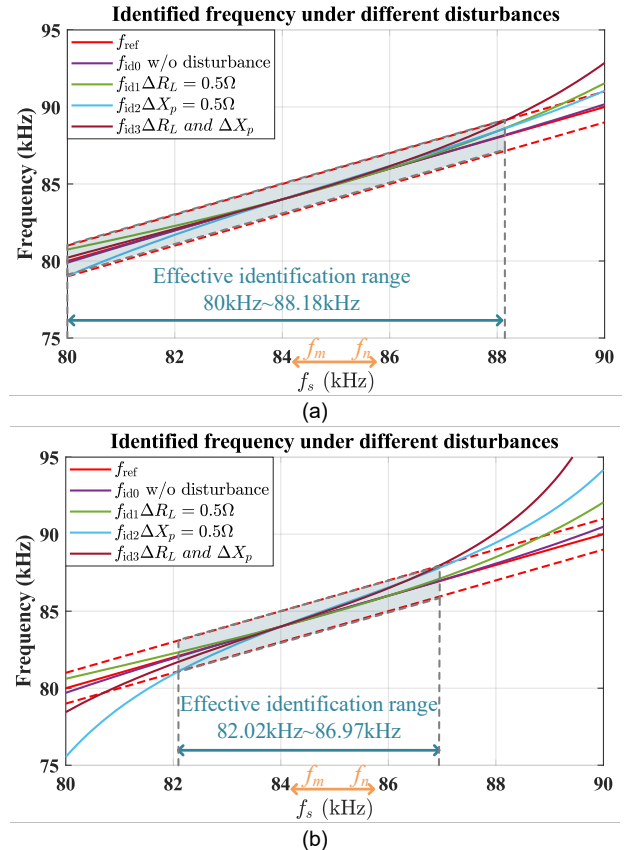 Identified frequency under different disturbances
95
90
85
80
75
Frequency (kHz)
f_ref
f_id0 w/o disturbance
f_id1 ΔR_L = 0.5Ω
f_id2 ΔX_p = 0.5Ω
f_id3 ΔR_L and ΔX_p
Effective identification range
80kHz~88.18kHz
80 82 84 86 88 90
f_m f_n
f_s (kHz)
(a)
Identified frequency under different disturbances
95
90
85
80
75
Frequency (kHz)
f_ref
f_id0 w/o disturbance
f_id1 ΔR_L = 0.5Ω
f_id2 ΔX_p = 0.5Ω
f_id3 ΔR_L and ΔX_p
Effective identification range
82.02kHz~86.97kHz
80 82 84 86 88 90
f_m f_n
f_s (kHz)
(b)